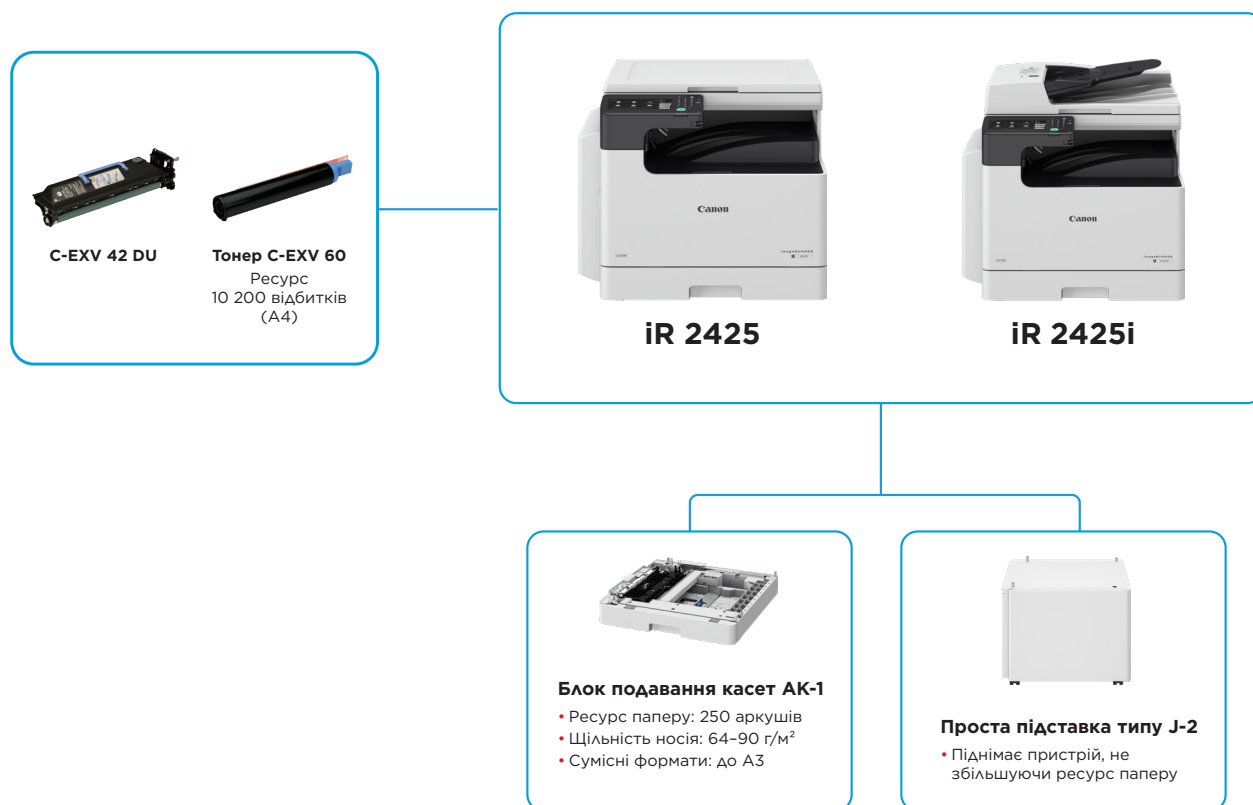 C-EXV 42 DU
Тонер C-EXV 60
Ресурс
10 200 відбитків
(A4)
Canon
Canon
iR 2425
iR 2425i
Блок подавання касет AK-1
• Ресурс паперу: 250 аркушів
• Щільність носія: 64–90 г/м²
• Сумісні формати: до A3
Проста підставка типу J-2
• Піднімає пристрій, не
збільшуючи ресурс паперу